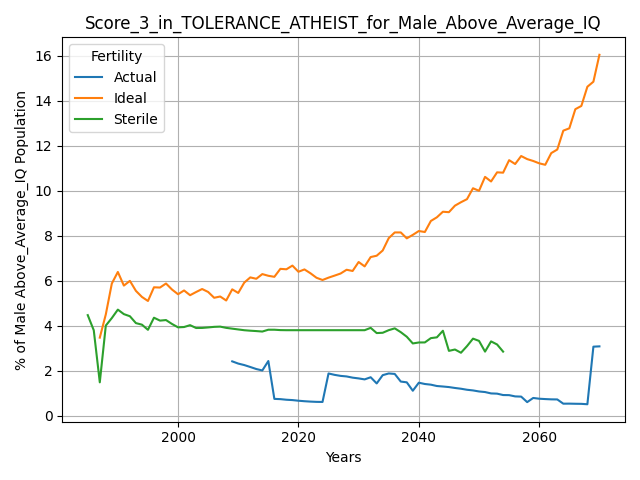 Score_3_in_TOLERANCE_ATHEIST_for_Male_Above_Average_IQ
Fertility
Actual
Ideal
Sterile
% of Male Above_Average_IQ Population
16
14
12
10
8
6
4
2
0
2000
2020
2040
2060
Years